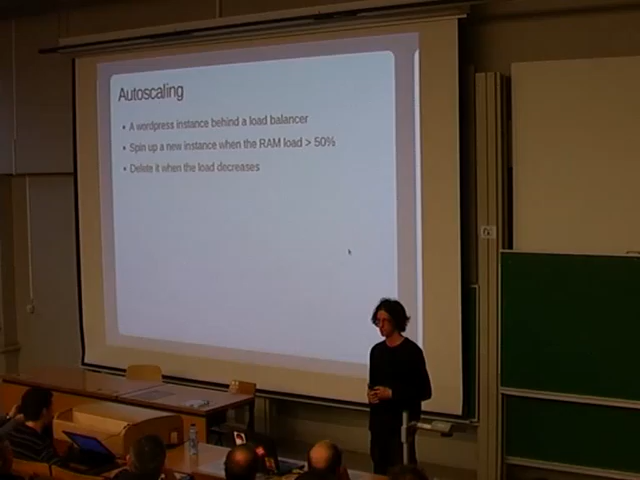 Autoscaling
• A wordpress instance behind a load balancer
• Spin up a new instance when the RAM load > 50%
• Delete it when the load decreases